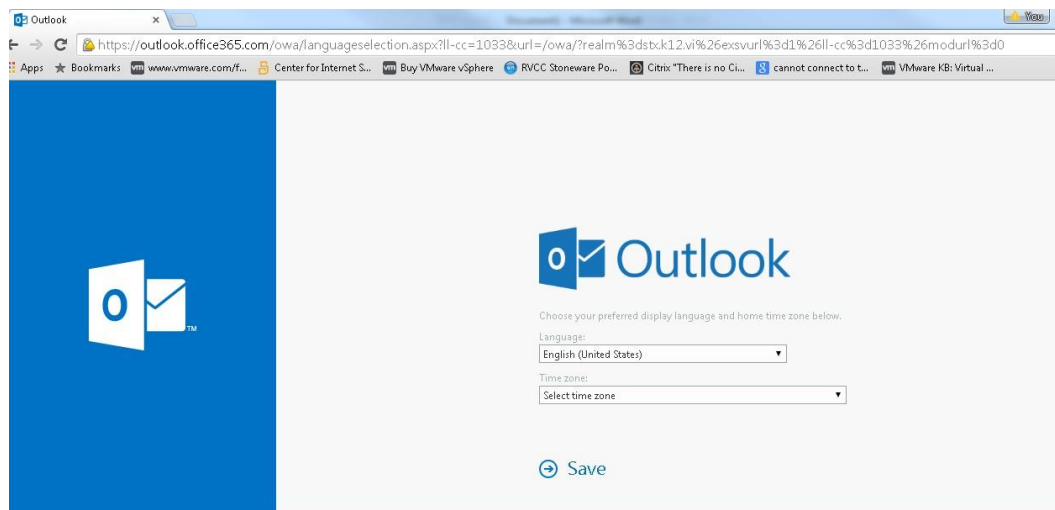 Outlook
You
https://outlook.office365.com/owa/languageselection.aspx?ll-cc=1033&url=/owa/?realm%3dstx.k12.vi%26exsvurl%3d1%26ll-cc%3d1033%26modurl%3d0
Apps Bookmarks www.vmware.com/f... Center for Internet S... Buy VMware vSphere RVCC Stoneware Po... Citrix "There is no Ci... cannot connect to t... VMware KB: Virtual ...
Outlook
Choose your preferred display language and home time zone below.
Language:
English (United States)
Time zone:
Select time zone
Save
TM